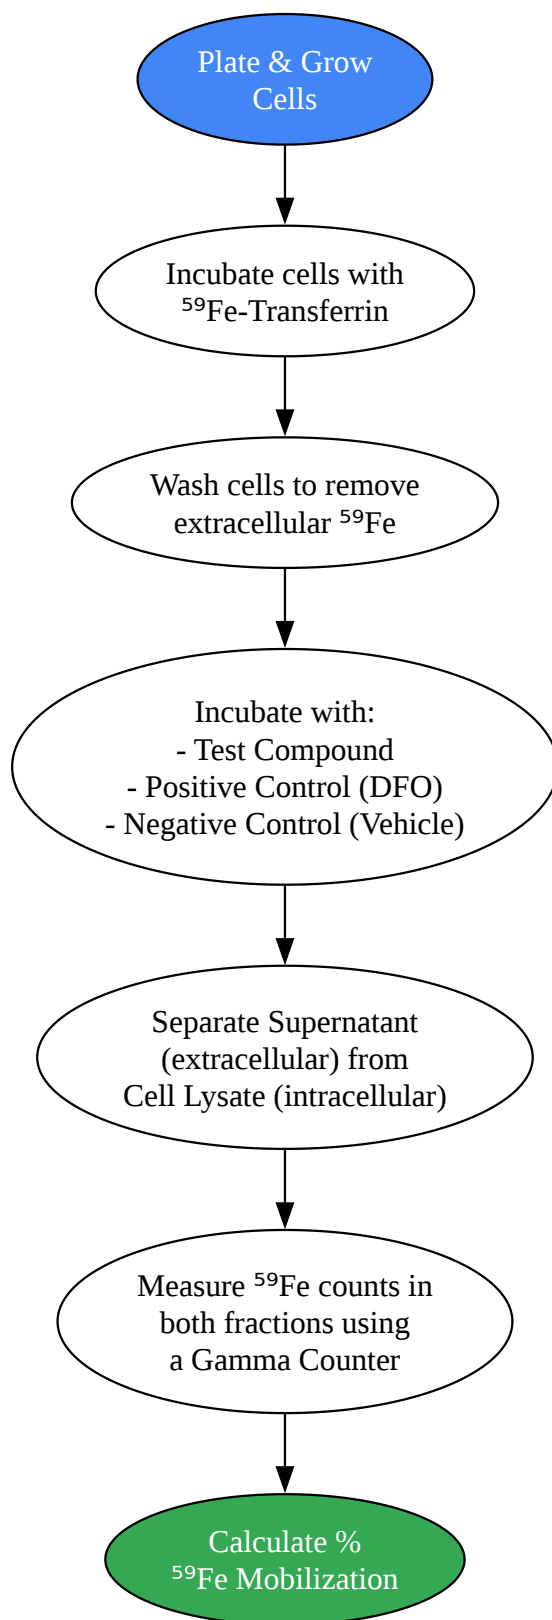 Plate & Grow
Cells
Incubate cells with
⁵⁹Fe-Transferrin
Wash cells to remove
extracellular ⁵⁹Fe
Incubate with:
- Test Compound
- Positive Control (DFO)
- Negative Control (Vehicle)
Separate Supernatant
(extracellular) from
Cell Lysate (intracellular)
Measure ⁵⁹Fe counts in
both fractions using
a Gamma Counter
Calculate %
⁵⁹Fe Mobilization